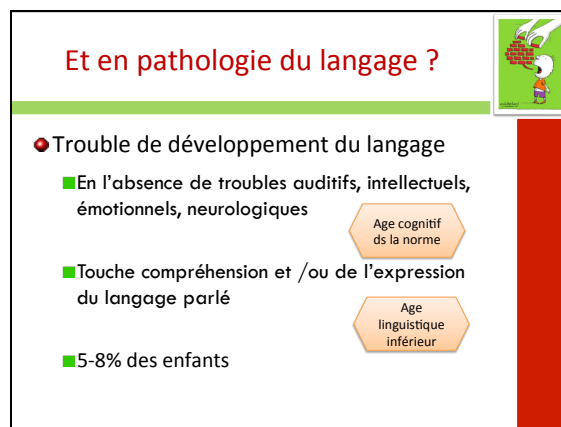 Et en pathologie du langage ?
Trouble de développement du langage
En l'absence de troubles auditifs, intellectuels,
émotionnels, neurologiques
Age cognitif
ds la norme
Touche compréhension et /ou de l'expression
du langage parlé
Age
linguistique
inférieur
5-8% des enfants